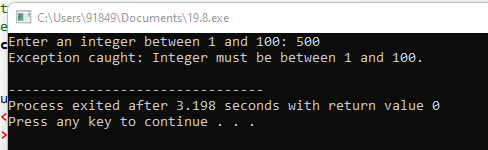 C:\Users\91849\Documents\19.8.exe
Enter an integer between 1 and 100: 500
Exception caught: Integer must be between 1 and 100.
--------------------------------
Process exited after 3.198 seconds with return value 0
Press any key to continue . . .